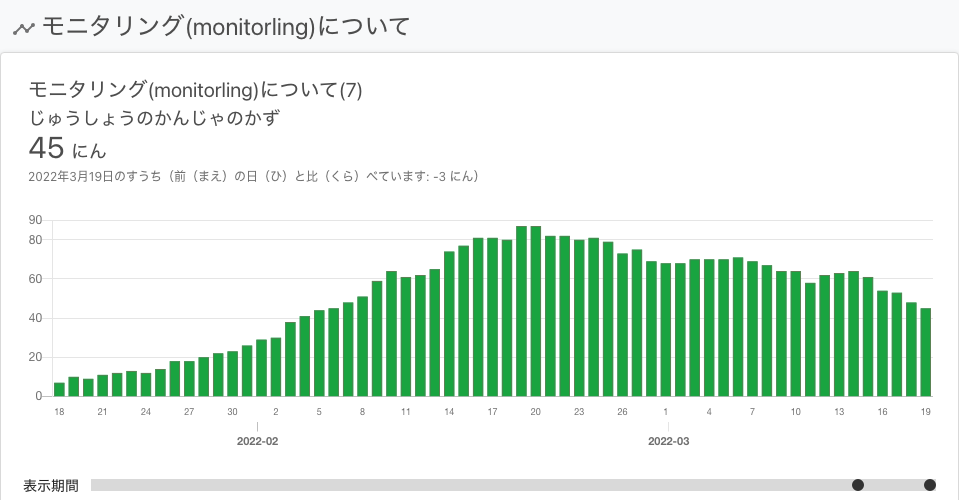 モニタリング(monitorling)について
モニタリング(monitorling)について(7)
じゅうしょうのかんじゃのかず
45 にん
2022年3月19日のすうち（前（まえ）の日（ひ）と比（くら）べています: -3 にん）
90
80
60
40
20
0
18 21 24 27 30 2 5 8 11 14 17 20 23 26 1 4 7 10 13 16 19
2022-02 2022-03
表示期間